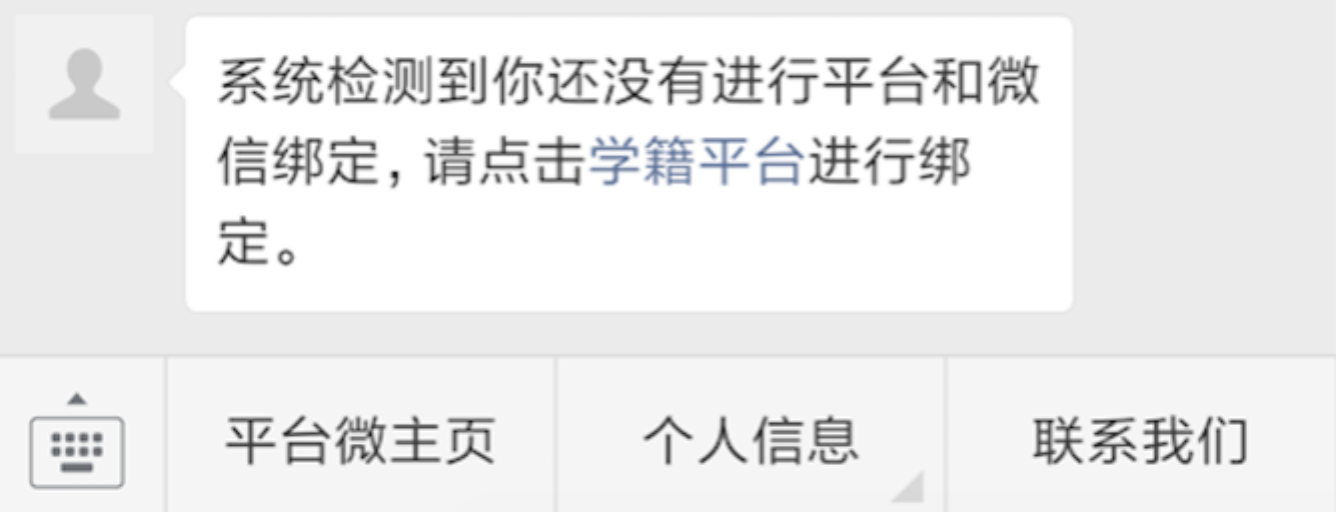 系统检测到你还没有进行平台和微
信绑定，请点击学籍平台进行绑
定。
平台微主页
个人信息
联系我们